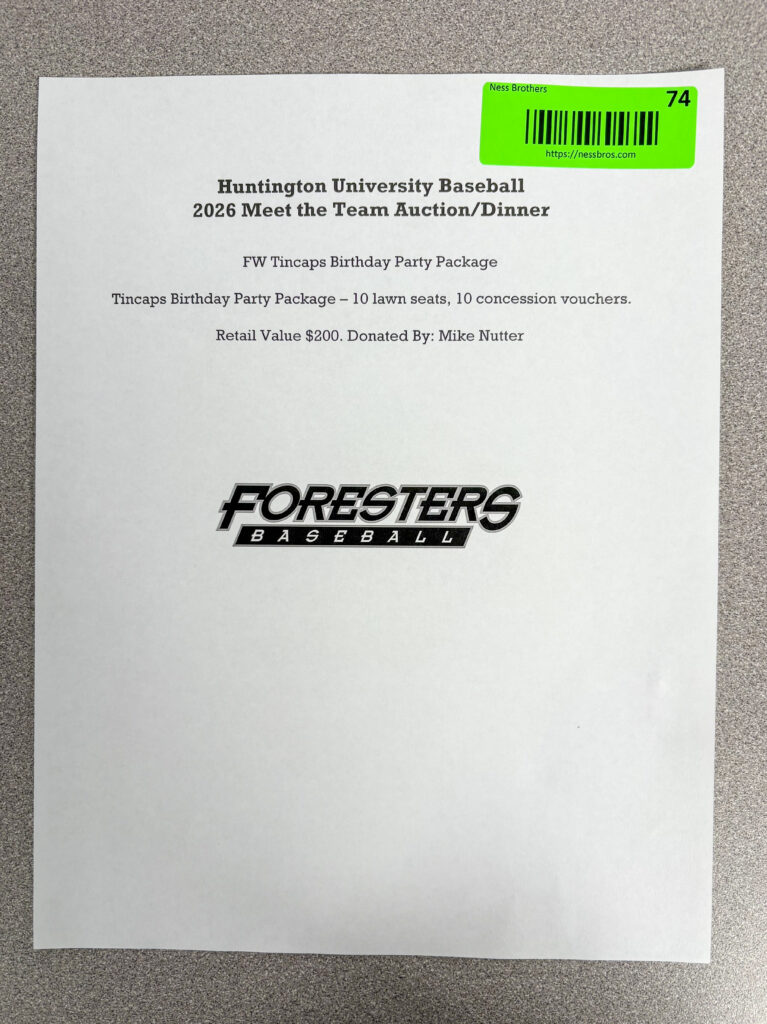 Ness Brothers
74
https://nessbros.com
Huntington University Baseball
2026 Meet the Team Auction/Dinner
FW Tincaps Birthday Party Package
Tincaps Birthday Party Package – 10 lawn seats, 10 concession vouchers.
Retail Value $200. Donated By: Mike Nutter
FORESTERS
BASEBALL